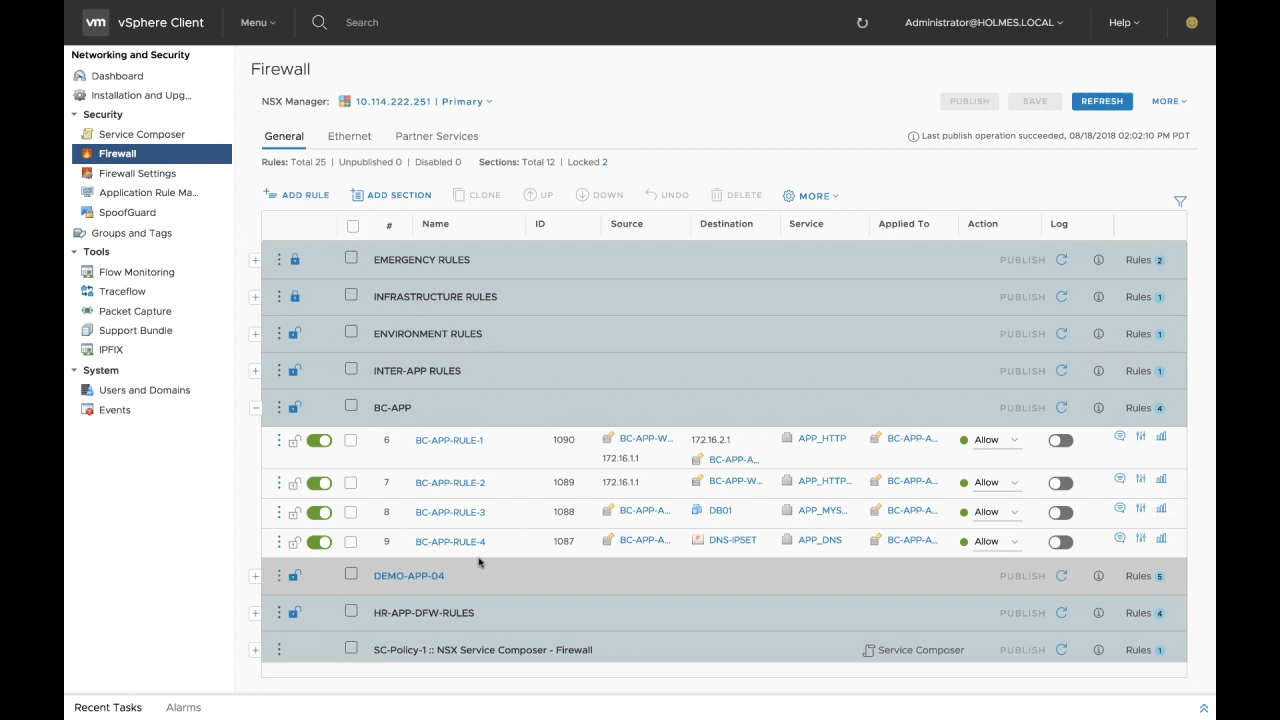 vm vSphere Client Menu Search Administrator@HOLMES.LOCAL Help
Networking and Security
Dashboard
Installation and Upg...
Security
Service Composer
Firewall
Firewall Settings
Application Rule Ma...
SpoofGuard
Groups and Tags
Tools
Flow Monitoring
Traceflow
Packet Capture
Support Bundle
IPFIX
System
Users and Domains
Events
Firewall
NSX Manager: 10.114.222.251 | Primary PUBLISH SAVE REFRESH MORE
General Ethernet Partner Services Last publish operation succeeded, 08/18/2018 02:02:10 PM PDT
Rules: Total 25 | Unpublished 0 | Disabled 0 Sections: Total 12 | Locked 2
ADD RULE ADD SECTION CLONE UP DOWN UNDO DELETE MORE
# Name ID Source Destination Service Applied To Action Log
EMERGENCY RULES PUBLISH Rules 2
INFRASTRUCTURE RULES PUBLISH Rules 1
ENVIRONMENT RULES PUBLISH Rules 1
INTER-APP RULES PUBLISH Rules 1
BC-APP PUBLISH Rules 4
6 BC-APP-RULE-1 1090 BC-APP-W... 172.16.2.1 APP_HTTP BC-APP-A... Allow
172.16.1.1 BC-APP-A...
7 BC-APP-RULE-2 1089 172.16.1.1 BC-APP-W... APP_HTTP... BC-APP-A... Allow
8 BC-APP-RULE-3 1088 BC-APP-A... DB01 APP_MYS... BC-APP-A... Allow
9 BC-APP-RULE-4 1087 BC-APP-A... DNS-IPSET APP_DNS BC-APP-A... Allow
DEMO-APP-04 PUBLISH Rules 5
HR-APP-DFW-RULES PUBLISH Rules 4
SC-Policy-1 :: NSX Service Composer - Firewall Service Composer PUBLISH Rules 1
Recent Tasks Alarms